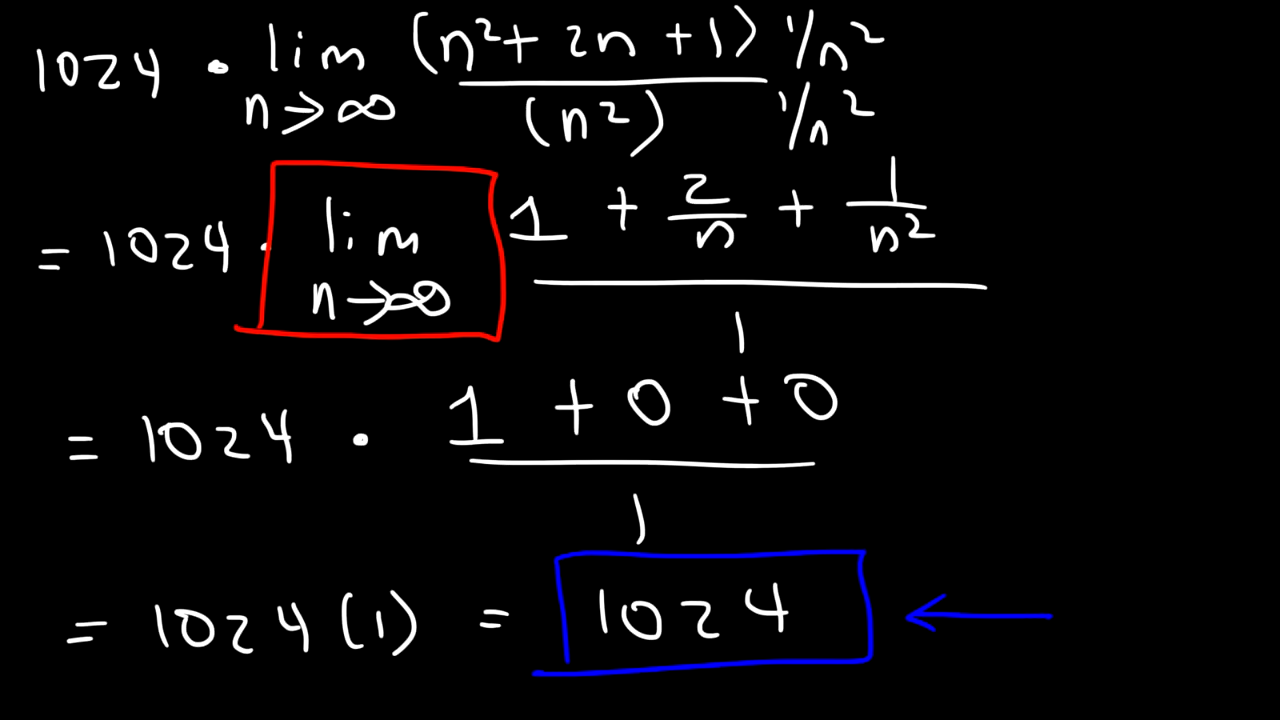 1024 · lim n→∞ (n²+ 2n + 1) 1/n² / (n²) 1/n²
= 1024 · lim n→∞ 1 + 2/n + 1/n² / 1
= 1024 · 1 + 0 + 0 / 1
= 1024 (1) = 1024 ←